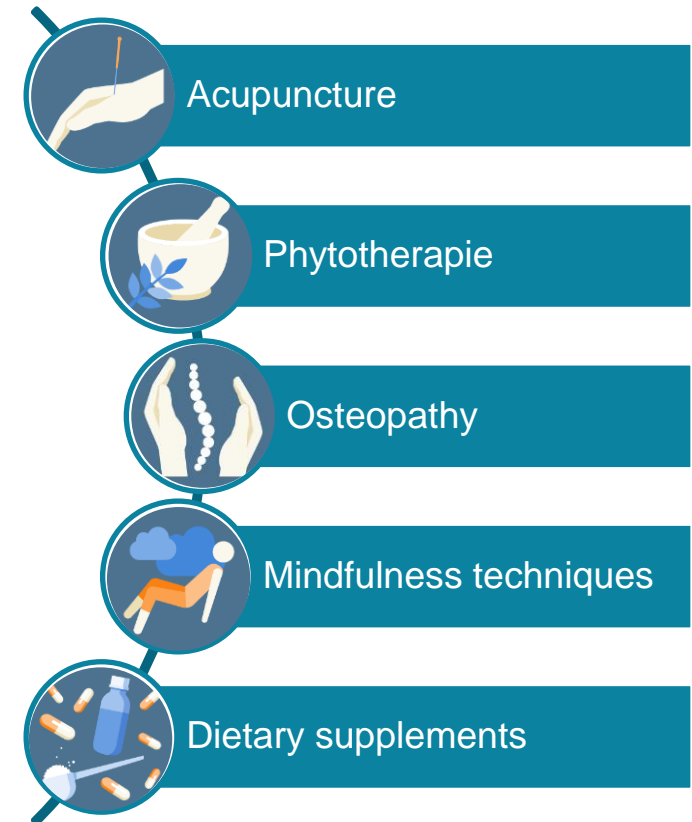 Acupuncture
Phytotherapie
Osteopathy
Mindfulness techniques
Dietary supplements